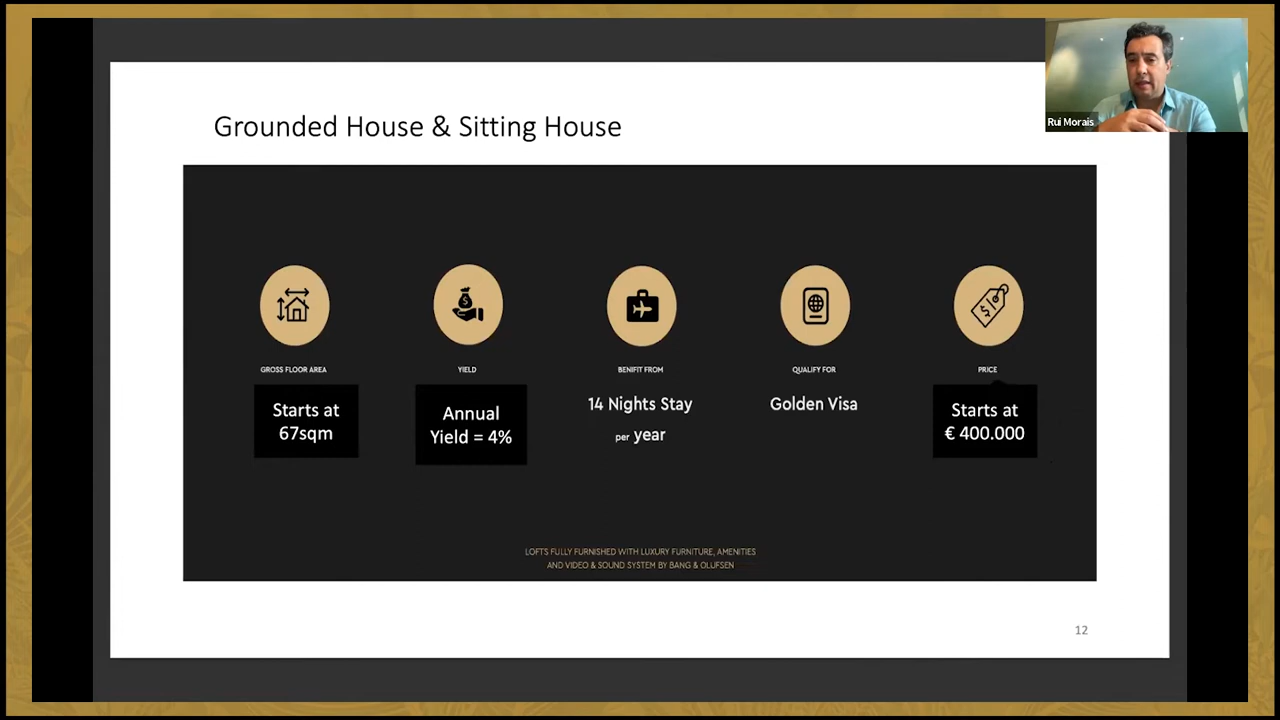 Grounded House & Sitting House
Rui Morais
GROSS FLOOR AREA
Starts at
67sqm
YIELD
Annual
Yield = 4%
BENIFIT FROM
14 Nights Stay
per year
QUALIFY FOR
Golden Visa
PRICE
Starts at
€ 400.000
LOFTS FULLY FURNISHED WITH LUXURY FURNITURE, AMENITIES
AND VIDEO & SOUND SYSTEM BY BANG & OLUFSEN
12